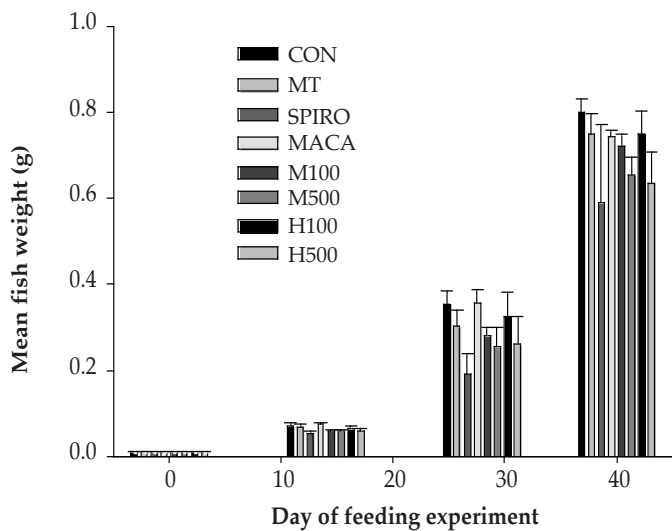 1.0
0.8
0.6
0.4
0.2
0.0
Mean fish weight (g)
CON
MT
SPIRO
MACA
M100
M500
H100
H500
0 10 20 30 40
Day of feeding experiment